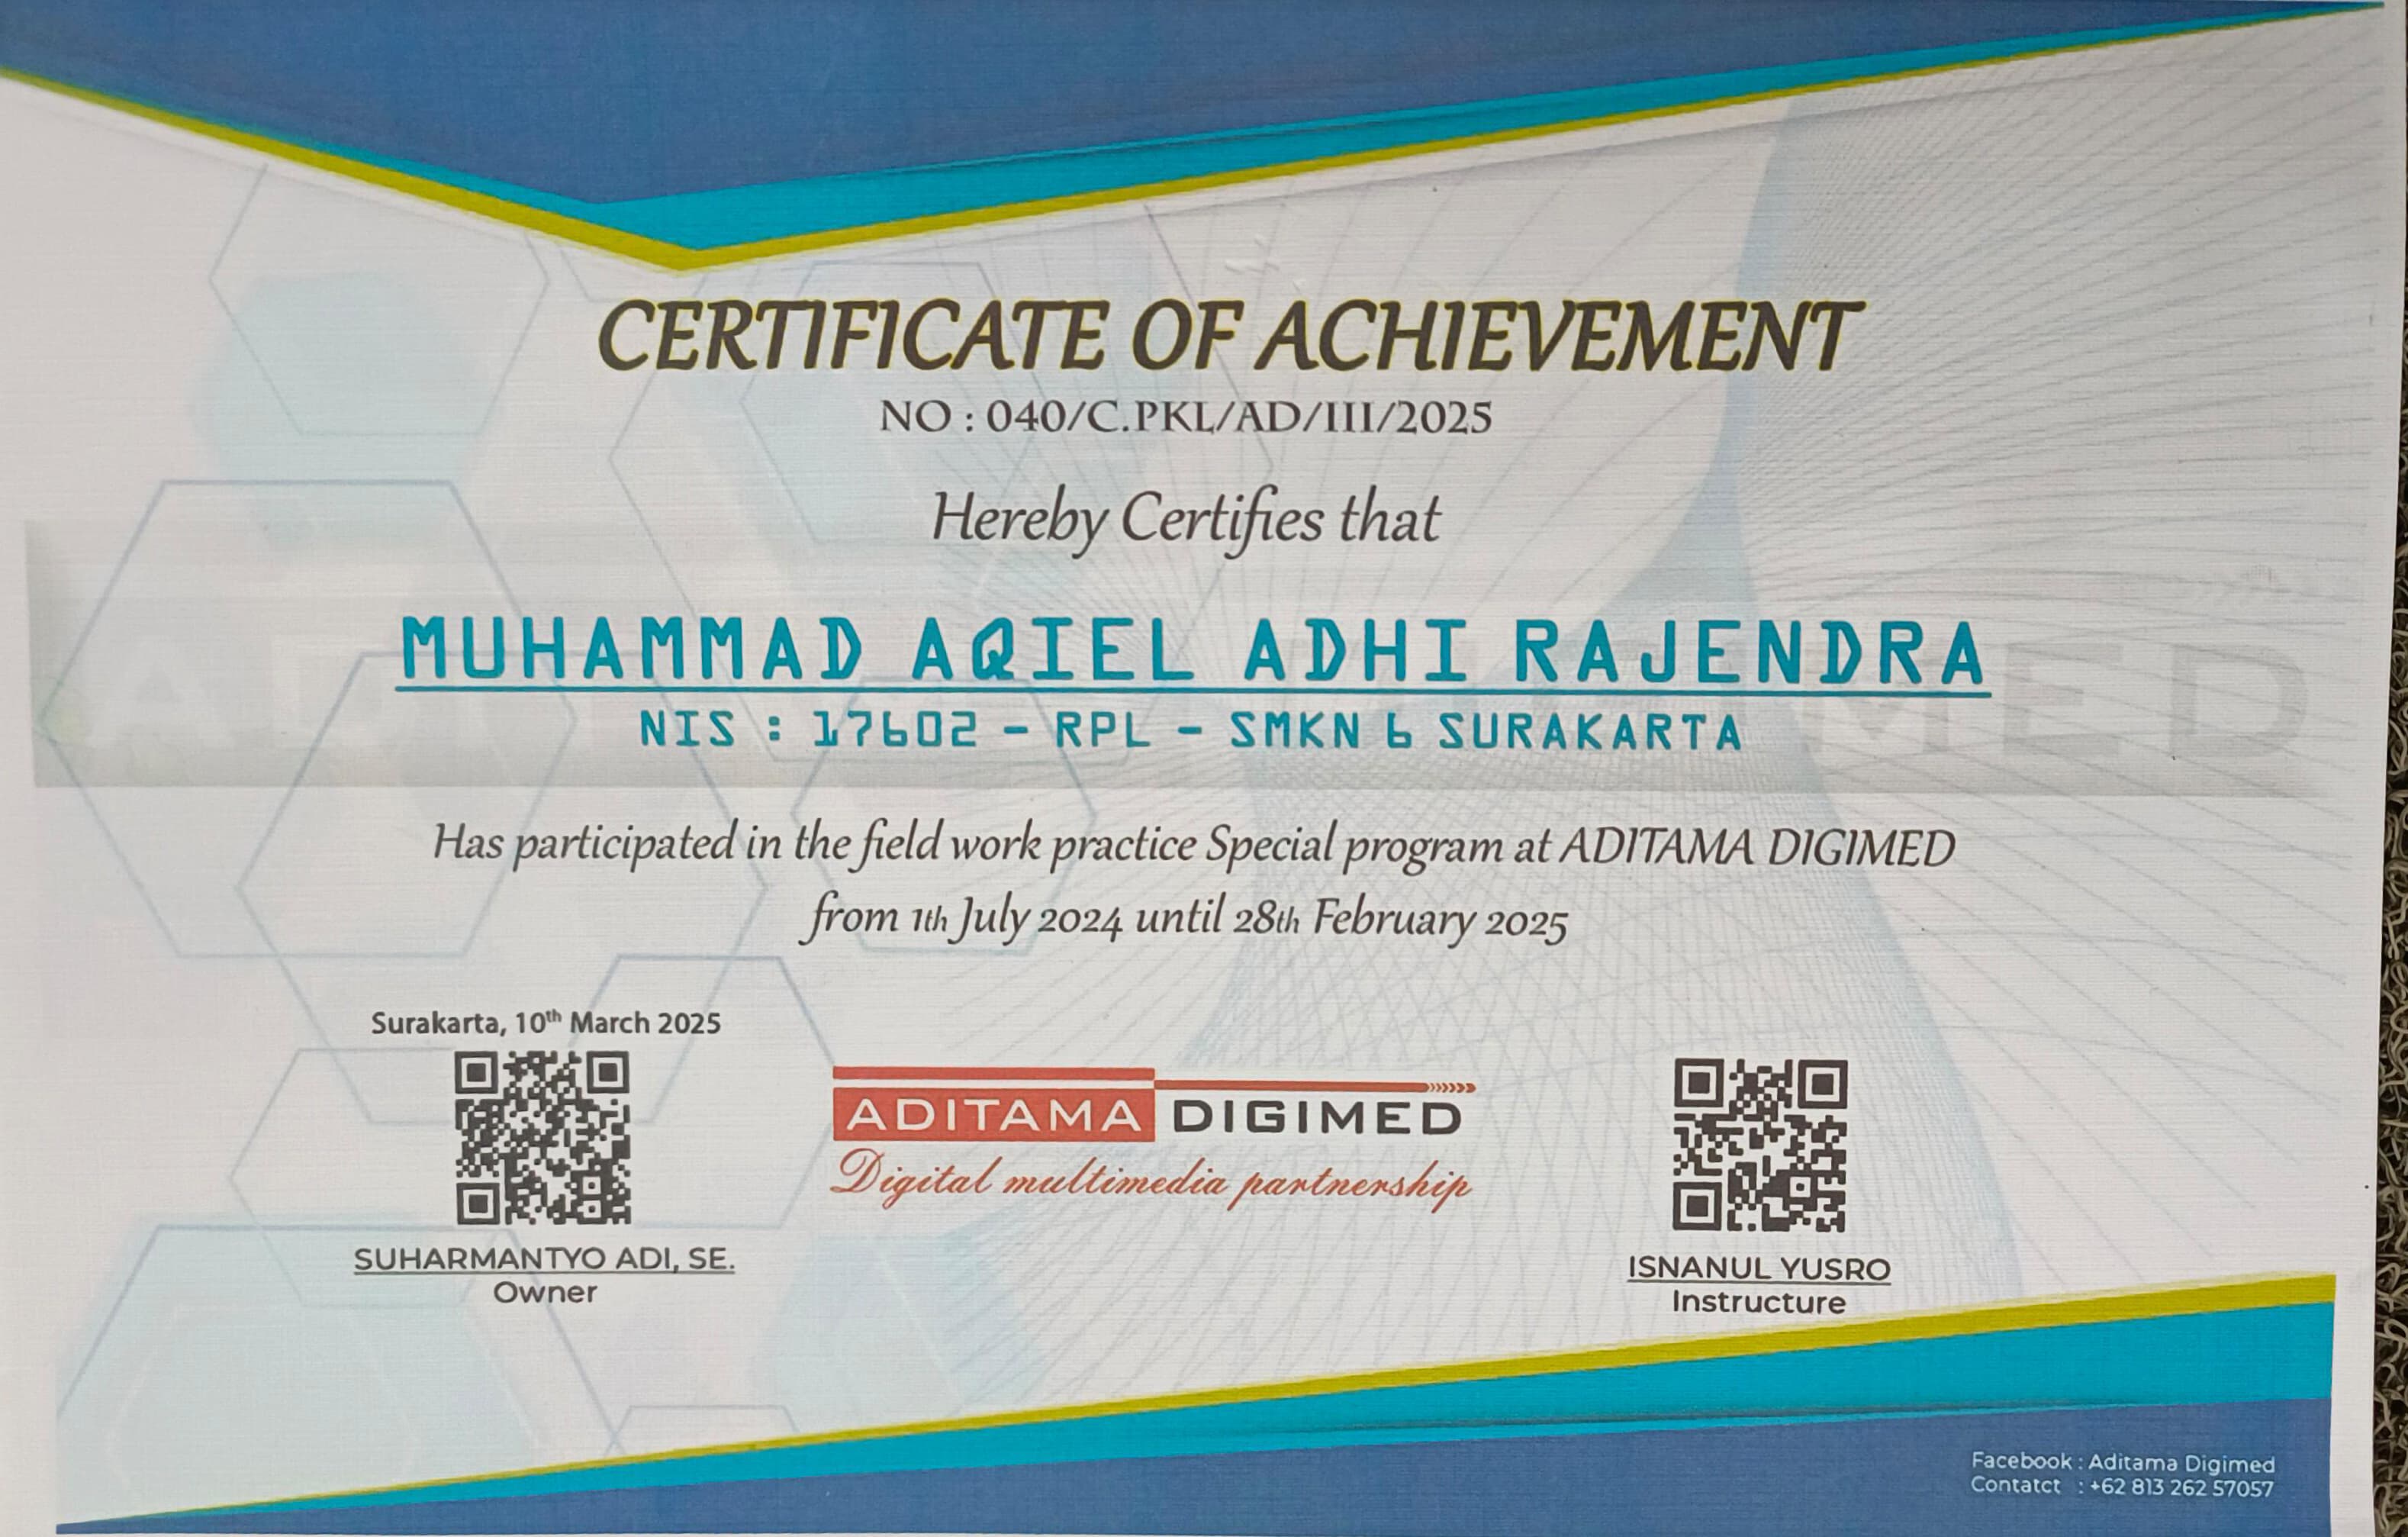 CERTIFICATE OF ACHIEVEMENT
NO : 040/C.PKL/AD/III/2025
Hereby Certifies that
MUHAMMAD AQIEL ADHI RAJENDRA
NIS : 17602 - RPL - SMKN 6 SURAKARTA
Has participated in the field work practice Special program at ADITAMA DIGIMED
from 1th July 2024 until 28th February 2025
Surakarta, 10th March 2025
ADITAMA DIGIMED
Digital multimedia partnership
SUHARMANTYO ADI, SE.
Owner
ISNANUL YUSRO
Instructure
Facebook : Aditama Digimed
Contatct : +62 813 262 57057